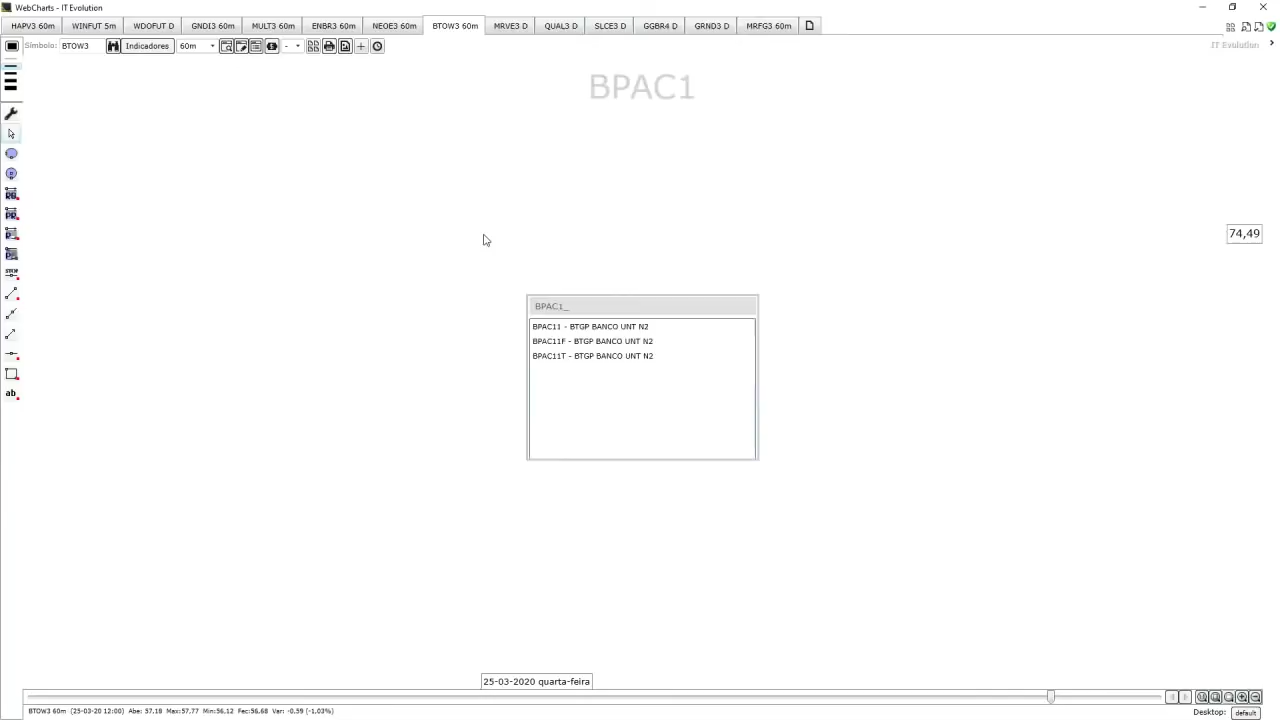 WebCharts - IT Evolution
HAPV3 60m WINFUT 5m WDOFUT D GNDI3 60m MULT3 60m ENBR3 60m NEOE3 60m BTOW3 60m MRVE3 D QUAL3 D SLCE3 D GGBR4 D GRND3 D MRFG3 60m
Símbolo: BTOW3 Indicadores 60m -
IT Evolution
BPAC1
74,49
BPAC1_
BPAC11 - BTGP BANCO UNT N2
BPAC11F - BTGP BANCO UNT N2
BPAC11T - BTGP BANCO UNT N2
ab
25-03-2020 quarta-feira
BTOW3 60m (25-03-20 12:00) Abe: 57.18 Max:57.77 Min:56.12 Fec:56.68 Var: -0.59 (-1.03%)
Desktop: default